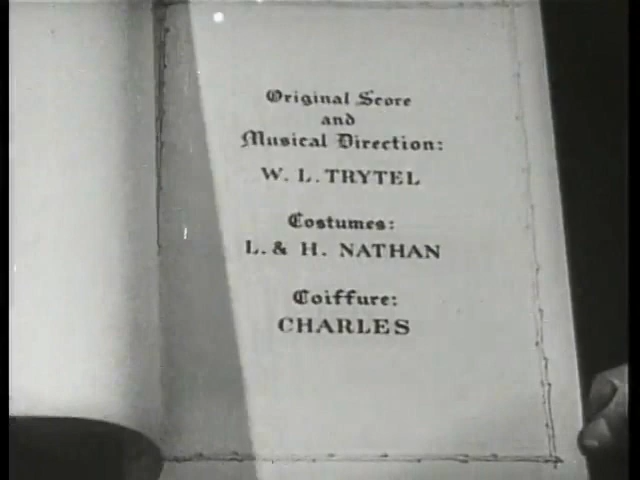 Original Score
and
Musical Direction:
W. L. TRYTEL
Costumes:
L. & H. NATHAN
Coiffure:
CHARLES